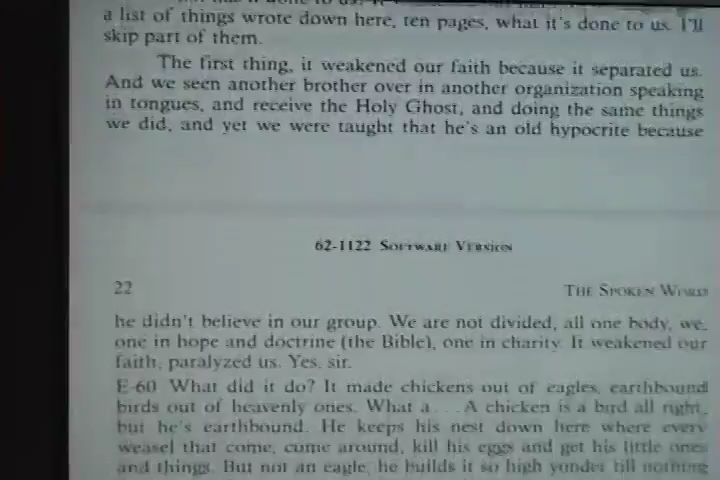 a list of things wrote down here, ten pages, what it's done to us. I'll
skip part of them.
The first thing, it weakened our faith because it separated us.
And we seen another brother over in another organization speaking
in tongues, and receive the Holy Ghost, and doing the same things
we did, and yet we were taught that he's an old hypocrite because
62-1122 Software Version
22
The Spoken Word
he didn't believe in our group. We are not divided, all one body, we,
one in hope and doctrine (the Bible), one in charity. It weakened our
faith, paralyzed us. Yes, sir.
E-60 What did it do? It made chickens out of eagles, earthbound
birds out of heavenly ones. What a. . . A chicken is a bird all right,
but he's earthbound. He keeps his nest down here where every
weasel that come, come around, kill his eggs and get his little ones
and things. But not an eagle, he builds it so high yonder till nothing